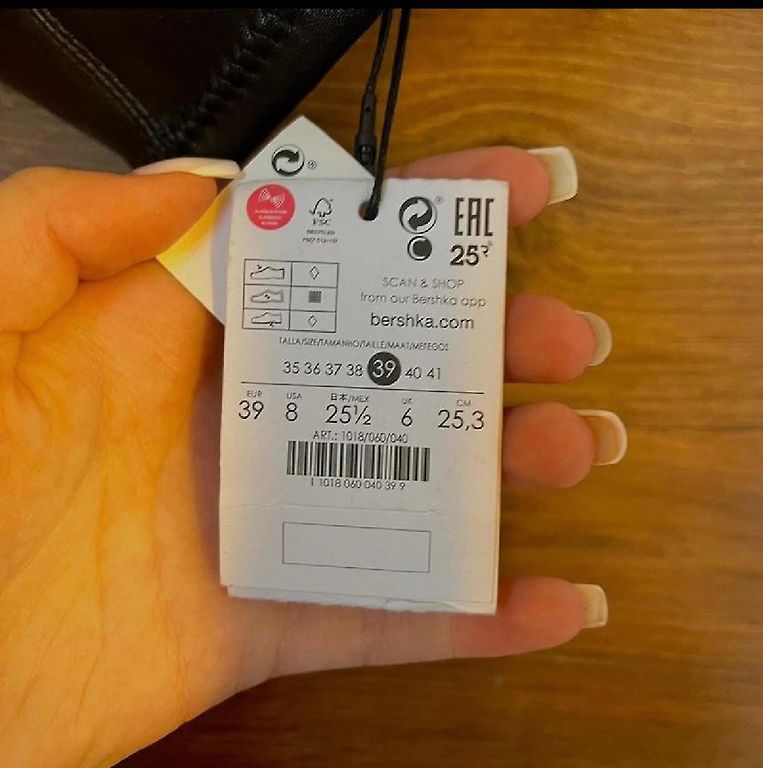 FSC
EAC
25
SCAN & SHOP
from our Bershka app
bershka.com
TALLA/SIZE/TAMANHO/TAILLE/MAAT/ΜΕΓΕΘΟΣ
35 36 37 38 39 40 41
EUR USA 日本/MEX UK CM
39 8 25½ 6 25,3
ART.: 1018/060/040
1 1018 060 040 39 9